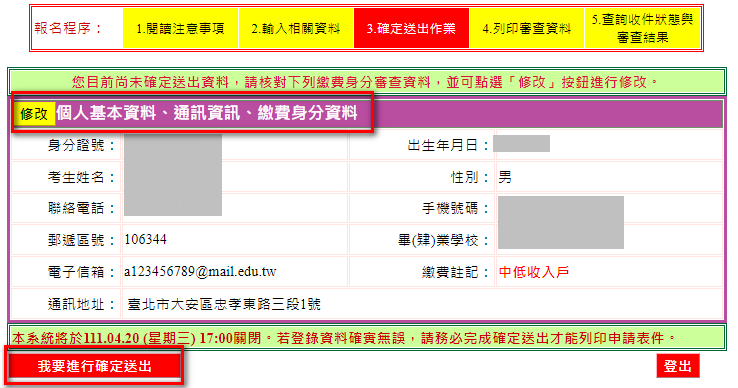 報名程序： 1.閱讀注意事項 2.輸入相關資料 3.確定送出作業 4.列印審查資料 5.查詢收件狀態與審查結果
您目前尚未確定送出資料，請核對下列繳費身分審查資料，並可點選「修改」按鈕進行修改。
修改 個人基本資料、通訊資訊、繳費身分資料
身分證號： 出生年月日：
考生姓名： 性別： 男
聯絡電話： 手機號碼：
郵遞區號： 106344 畢(肄)業學校：
電子信箱： a123456789@mail.edu.tw 繳費註記： 中低收入戶
通訊地址： 臺北市大安區忠孝東路三段1號
本系統將於111.04.20 (星期三) 17:00關閉。若登錄資料確實無誤，請務必完成確定送出才能列印申請表件。
我要進行確定送出 登出